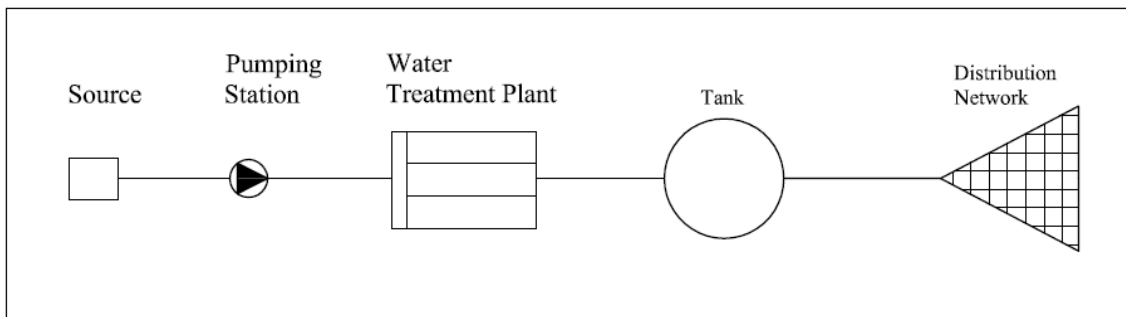 Source
Pumping
Station
Water
Treatment Plant
Tank
Distribution
Network